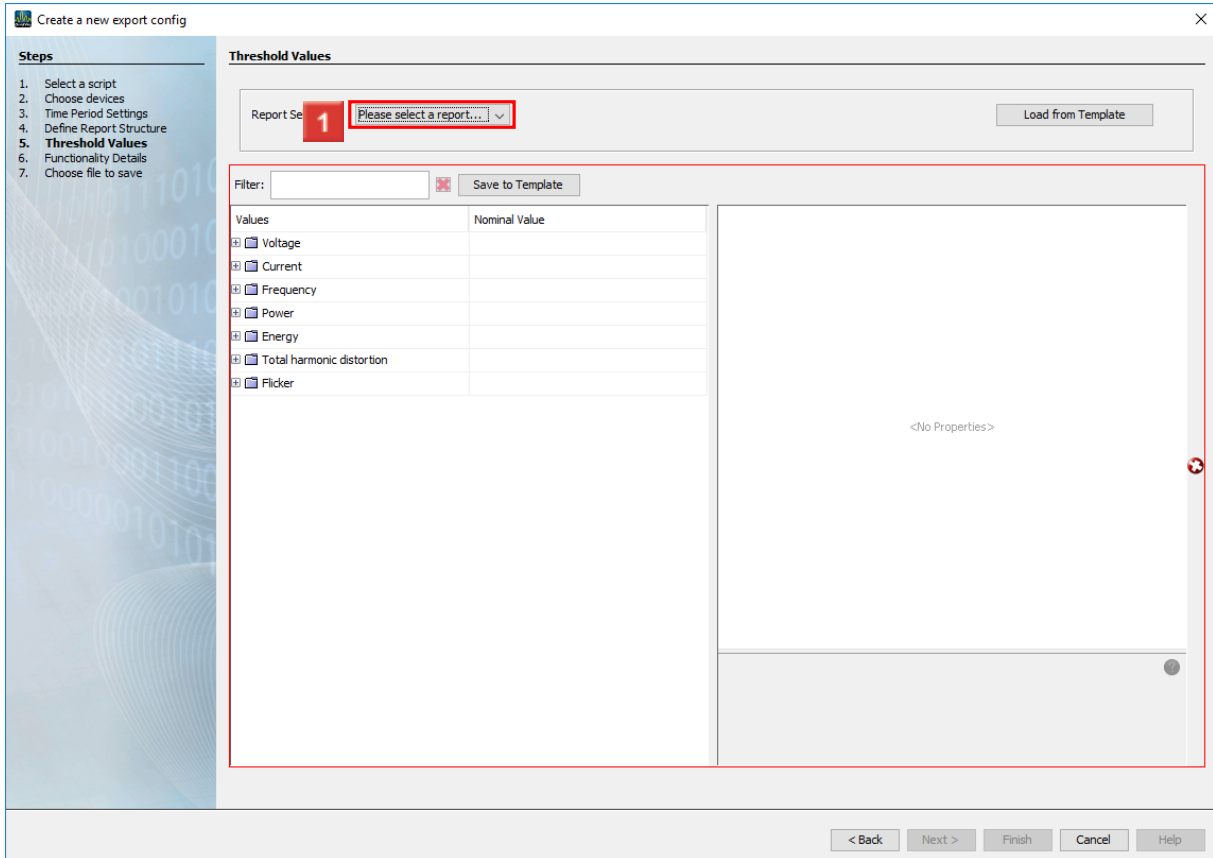 Create a new export config
Steps
1. Select a script
2. Choose devices
3. Time Period Settings
4. Define Report Structure
5. Threshold Values
6. Functionality Details
7. Choose file to save
Threshold Values
Report Se 1 Please select a report... Load from Template
Filter: Save to Template
Values Nominal Value
Voltage
Current
Frequency
Power
Energy
Total harmonic distortion
Flicker
<No Properties>
< Back Next > Finish Cancel Help